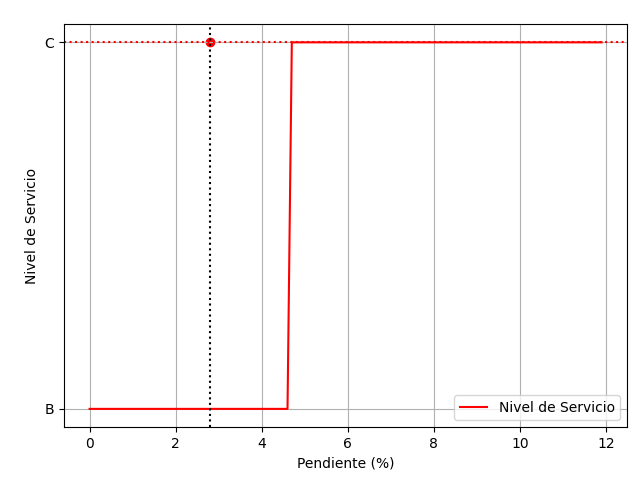 C
Nivel de Servicio
B
Nivel de Servicio
0 2 4 6 8 10 12
Pendiente (%)